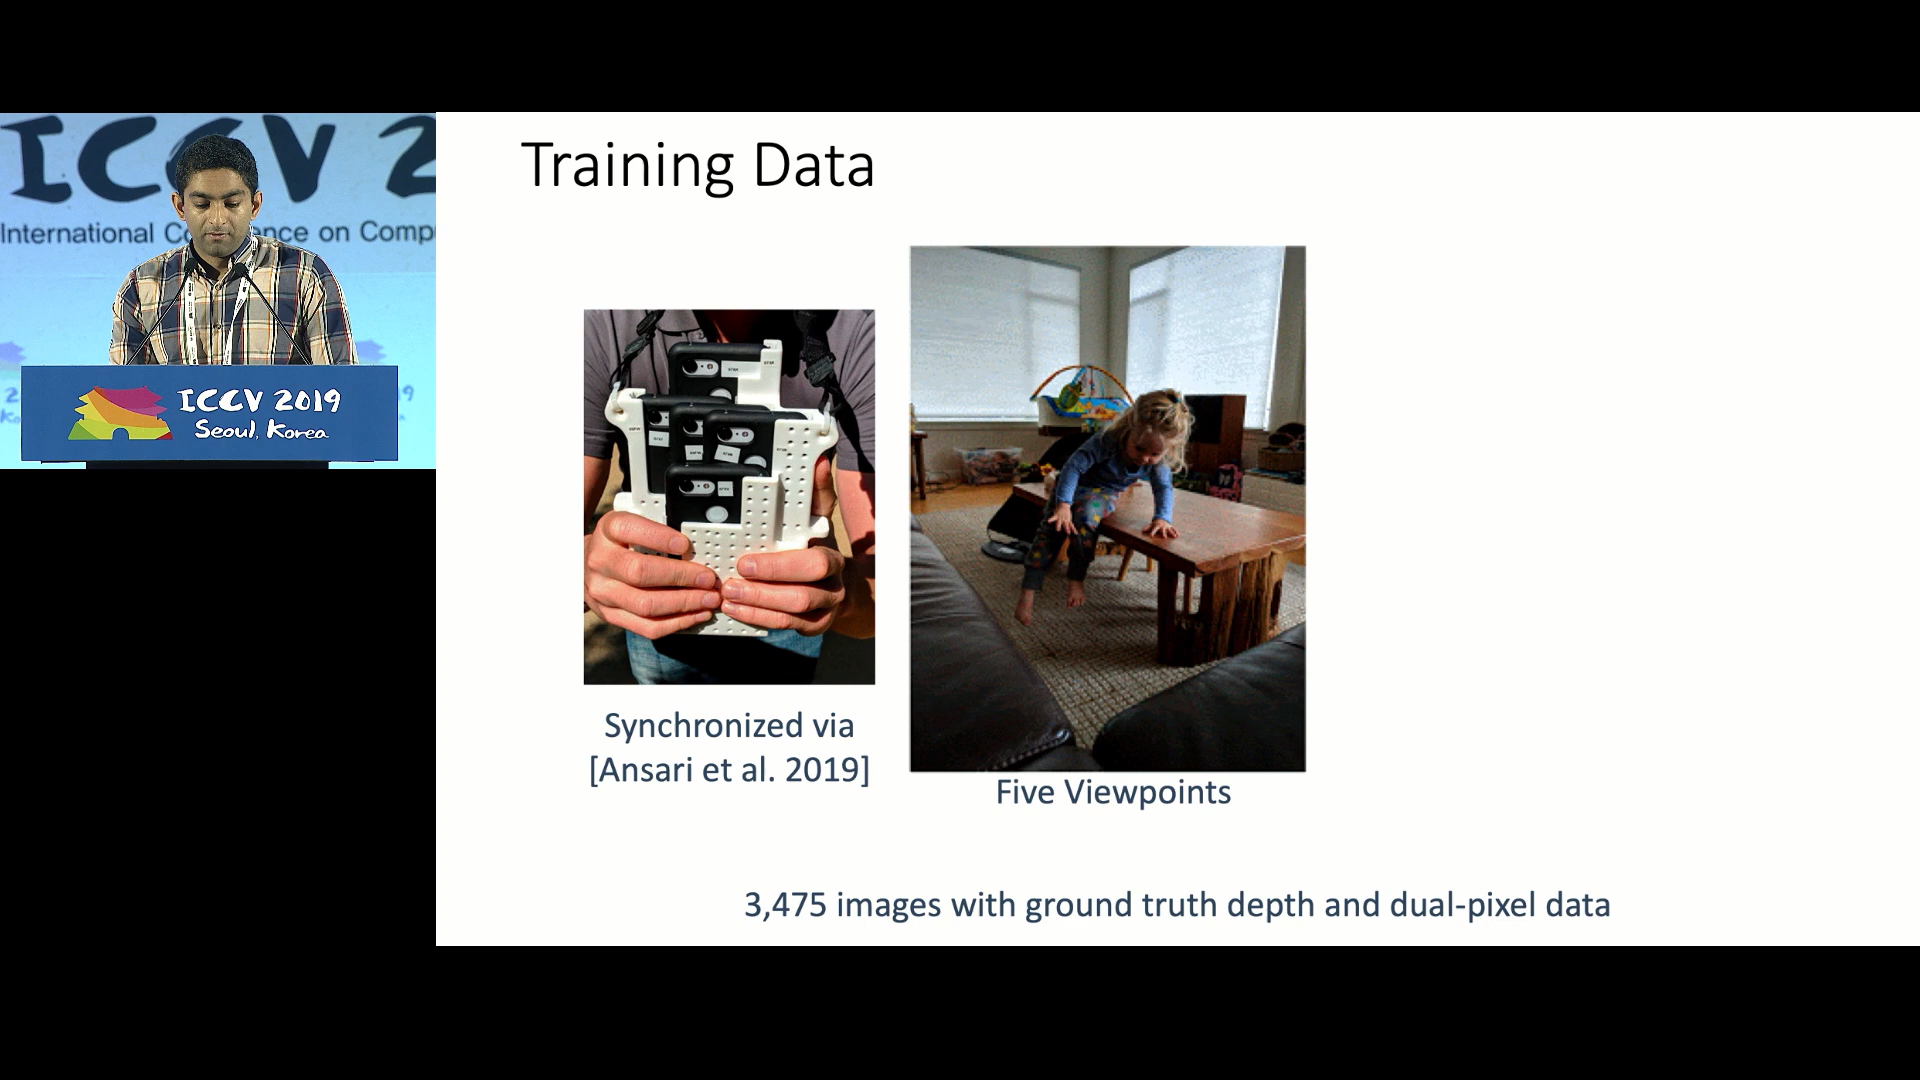 ICCV 2
International Co ence on Comp
ICCV 2019
Seoul, Korea
Training Data
Synchronized via
[Ansari et al. 2019]
Five Viewpoints
3,475 images with ground truth depth and dual-pixel data